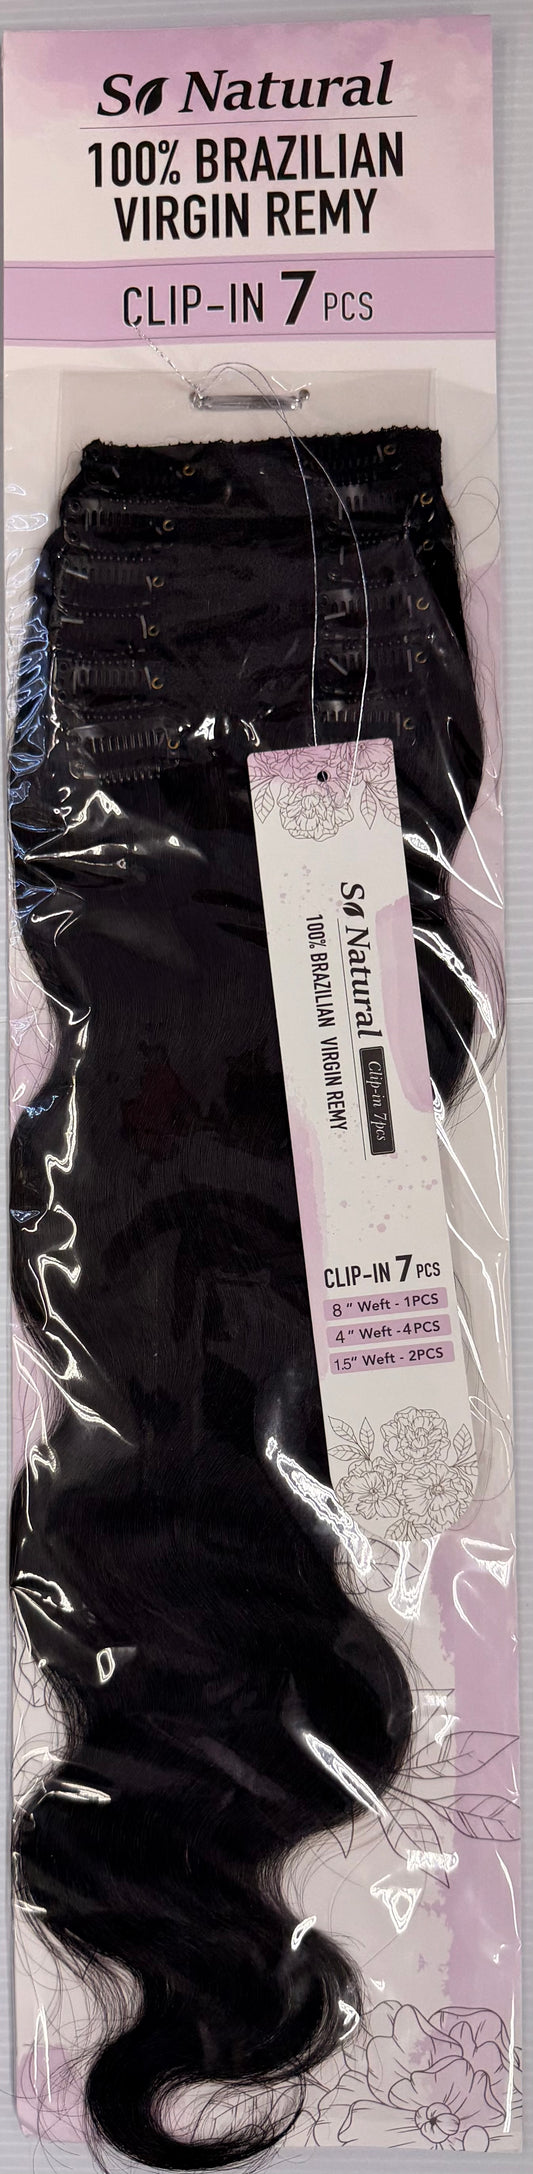 So Natural
100% BRAZILIAN
VIRGIN REMY
CLIP-IN 7 PCS
So Natural
100% BRAZILIAN VIRGIN REMY
Clip-in 7pcs
CLIP-IN 7 PCS
8" Weft - 1PCS
4" Weft -4PCS
1.5" Weft - 2PCS